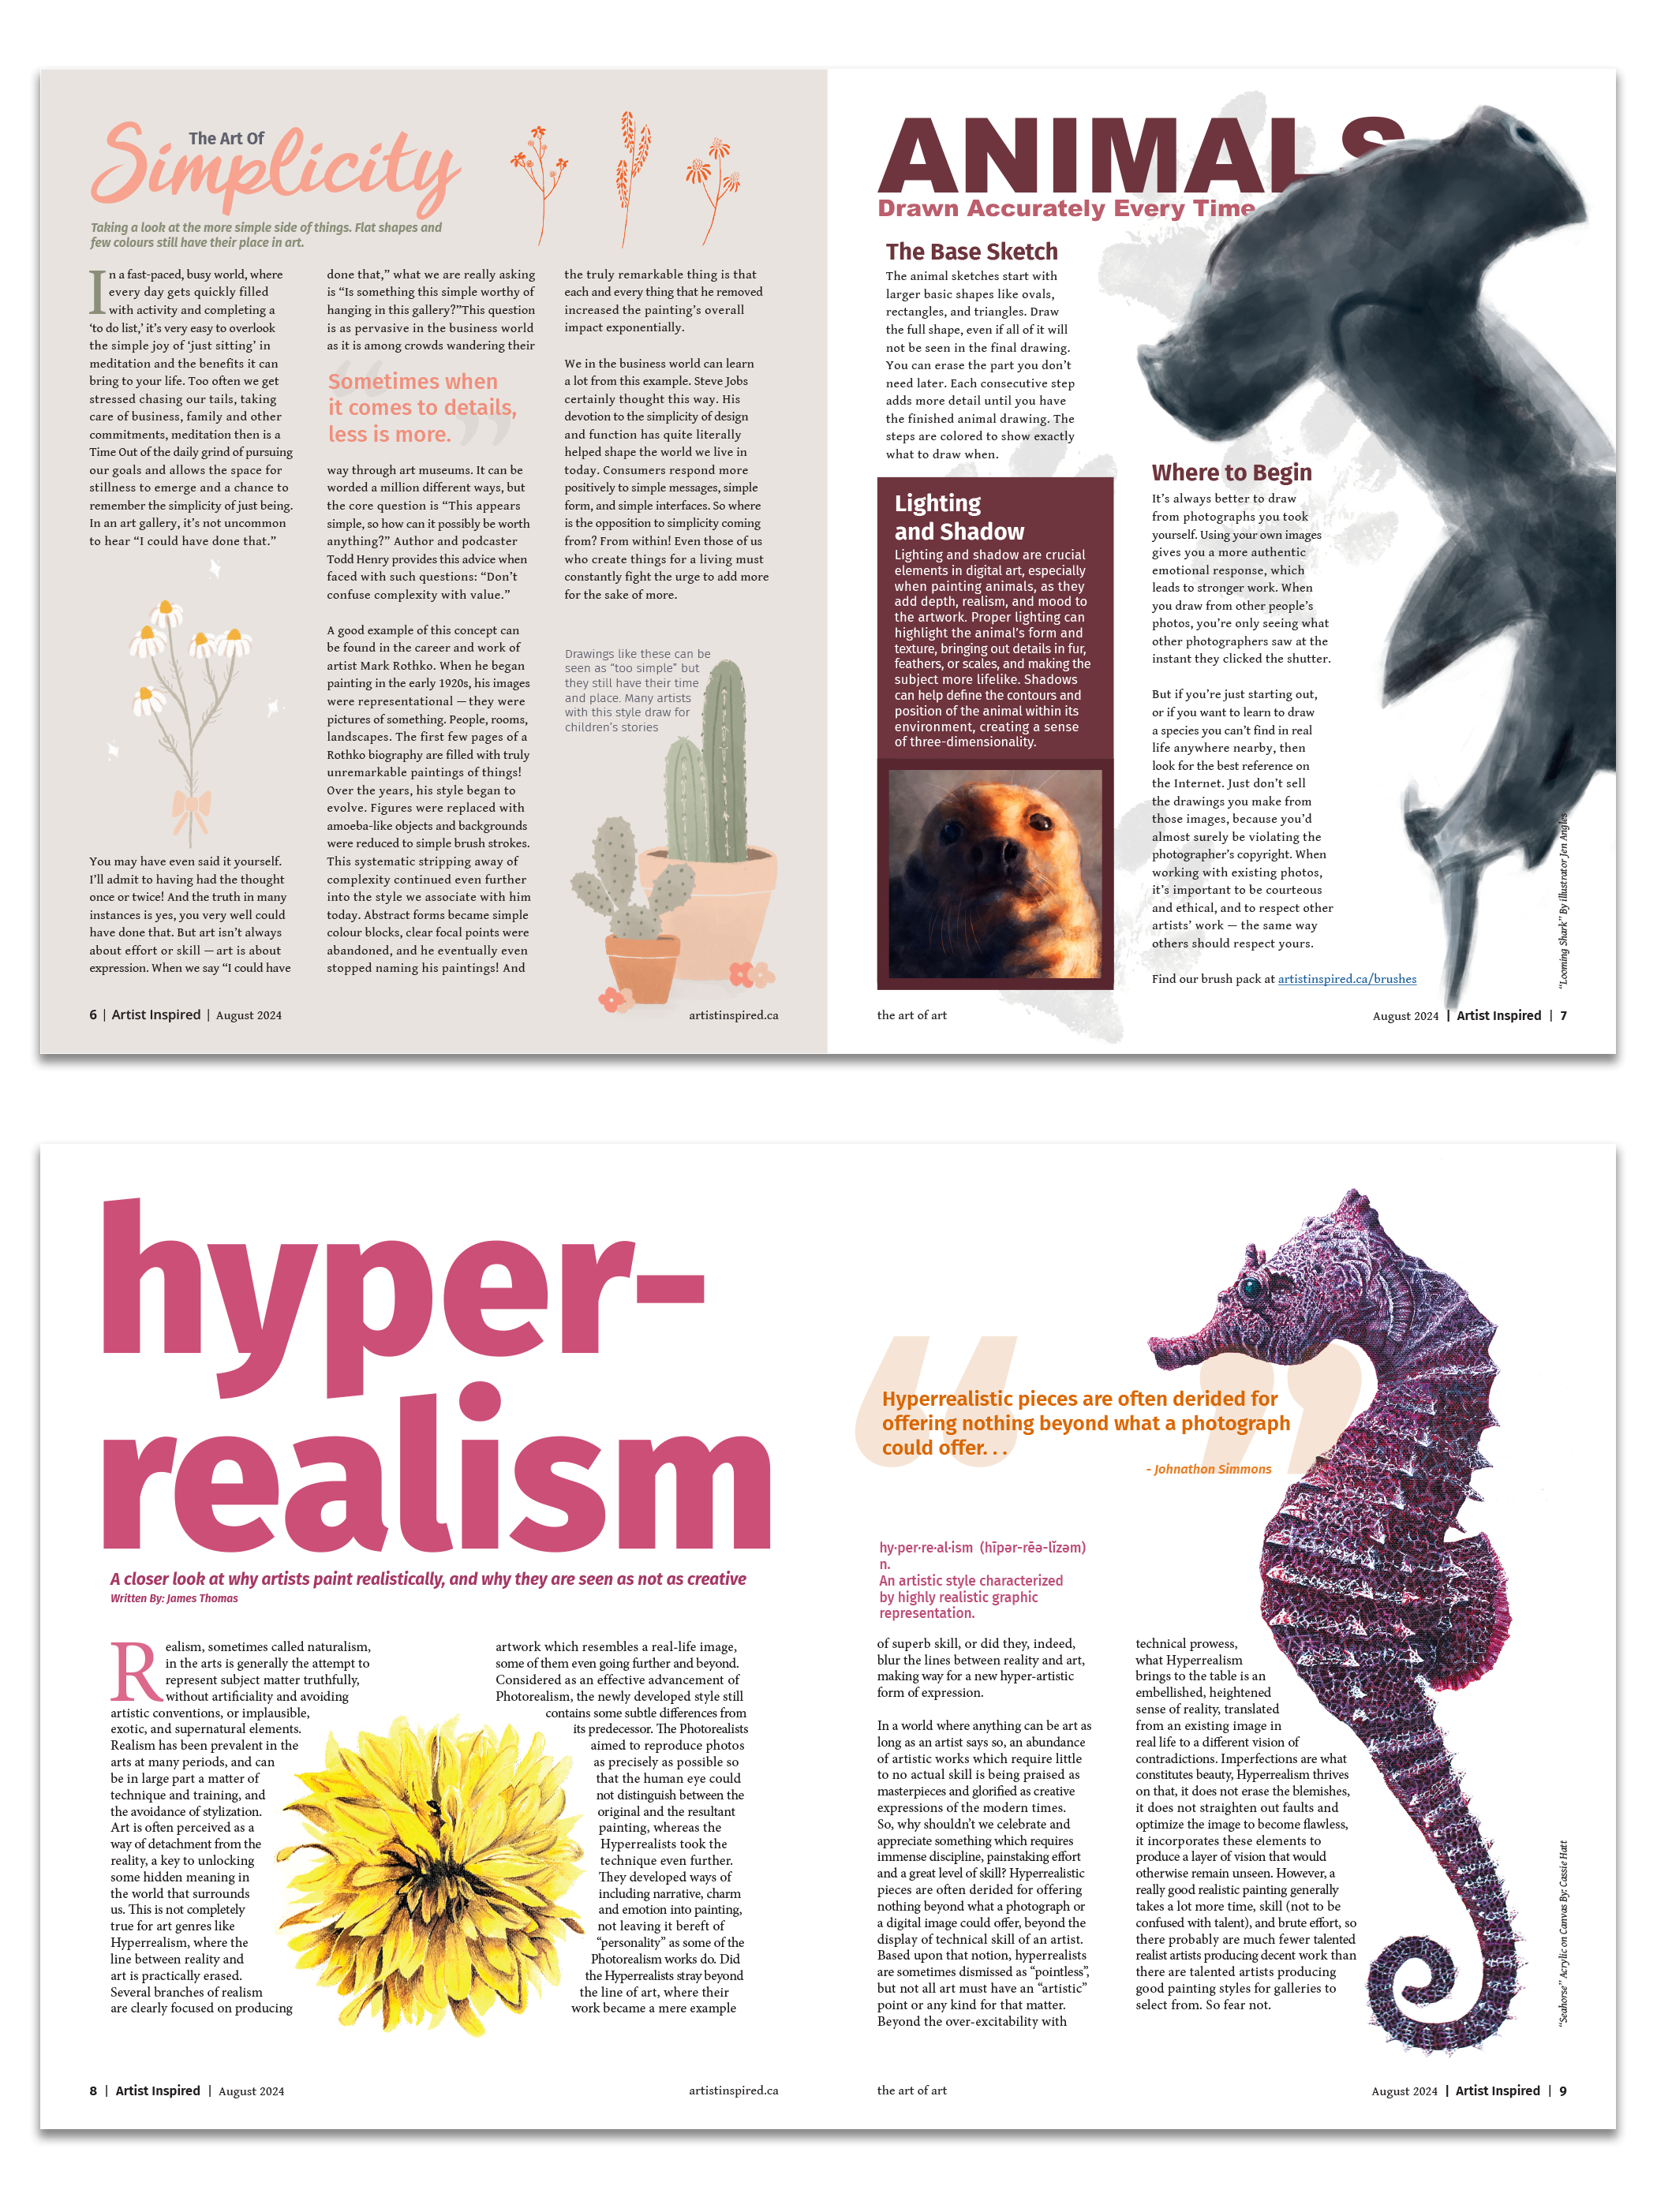 The Art Of
Simplicity
Taking a look at the more simple side of things. Flat shapes and
few colours still have their place in art.
In a fast-paced, busy world, where
every day gets quickly filled
with activity and completing a
‘to do list,’ it’s very easy to overlook
the simple joy of ‘just sitting’ in
meditation and the benefits it can
bring to your life. Too often we get
stressed chasing our tails, taking
care of business, family and other
commitments, meditation then is a
Time Out of the daily grind of pursuing
our goals and allows the space for
stillness to emerge and a chance to
remember the simplicity of just being.
In an art gallery, it’s not uncommon
to hear “I could have done that.”
You may have even said it yourself.
I’ll admit to having had the thought
once or twice! And the truth in many
instances is yes, you very well could
have done that. But art isn’t always
about effort or skill — art is about
expression. When we say “I could have
done that,” what we are really asking
is “Is something this simple worthy of
hanging in this gallery?”This question
is as pervasive in the business world
as it is among crowds wandering their
“
Sometimes when
it comes to details,
less is more.
”
way through art museums. It can be
worded a million different ways, but
the core question is “This appears
simple, so how can it possibly be worth
anything?” Author and podcaster
Todd Henry provides this advice when
faced with such questions: “Don’t
confuse complexity with value.”
A good example of this concept can
be found in the career and work of
artist Mark Rothko. When he began
painting in the early 1920s, his images
were representational — they were
pictures of something. People, rooms,
landscapes. The first few pages of a
Rothko biography are filled with truly
unremarkable paintings of things!
Over the years, his style began to
evolve. Figures were replaced with
amoeba-like objects and backgrounds
were reduced to simple brush strokes.
This systematic stripping away of
complexity continued even further
into the style we associate with him
today. Abstract forms became simple
colour blocks, clear focal points were
abandoned, and he eventually even
stopped naming his paintings! And
the truly remarkable thing is that
each and every thing that he removed
increased the painting’s overall
impact exponentially.
We in the business world can learn
a lot from this example. Steve Jobs
certainly thought this way. His
devotion to the simplicity of design
and function has quite literally
helped shape the world we live in
today. Consumers respond more
positively to simple messages, simple
form, and simple interfaces. So where
is the opposition to simplicity coming
from? From within! Even those of us
who create things for a living must
constantly fight the urge to add more
for the sake of more.
Drawings like these can be
seen as “too simple” but
they still have their time
and place. Many artists
with this style draw for
children’s stories
6 | Artist Inspired | August 2024
artistinspired.ca
ANIMALS
Drawn Accurately Every Time
The Base Sketch
The animal sketches start with
larger basic shapes like ovals,
rectangles, and triangles. Draw
the full shape, even if all of it will
not be seen in the final drawing.
You can erase the part you don’t
need later. Each consecutive step
adds more detail until you have
the finished animal drawing. The
steps are colored to show exactly
what to draw when.
Lighting
and Shadow
Lighting and shadow are crucial
elements in digital art, especially
when painting animals, as they
add depth, realism, and mood to
the artwork. Proper lighting can
highlight the animal’s form and
texture, bringing out details in fur,
feathers, or scales, and making the
subject more lifelike. Shadows
can help define the contours and
position of the animal within its
environment, creating a sense
of three-dimensionality.
Where to Begin
It’s always better to draw
from photographs you took
yourself. Using your own images
gives you a more authentic
emotional response, which
leads to stronger work. When
you draw from other people’s
photos, you’re only seeing what
other photographers saw at the
instant they clicked the shutter.
But if you’re just starting out,
or if you want to learn to draw
a species you can’t find in real
life anywhere nearby, then
look for the best reference on
the Internet. Just don’t sell
the drawings you make from
those images, because you’d
almost surely be violating the
photographer’s copyright. When
working with existing photos,
it’s important to be courteous
and ethical, and to respect other
artists’ work — the same way
others should respect yours.
Find our brush pack at artistinspired.ca/brushes
“Looming Shark” By illustrator Jen Angles
the art of art
August 2024 | Artist Inspired | 7
hyper-
realism
A closer look at why artists paint realistically, and why they are seen as not as creative
Written By: James Thomas
Realism, sometimes called naturalism,
in the arts is generally the attempt to
represent subject matter truthfully,
without artificiality and avoiding
artistic conventions, or implausible,
exotic, and supernatural elements.
Realism has been prevalent in the
arts at many periods, and can
be in large part a matter of
technique and training, and
the avoidance of stylization.
Art is often perceived as a
way of detachment from the
reality, a key to unlocking
some hidden meaning in
the world that surrounds
us. This is not completely
true for art genres like
Hyperrealism, where the
line between reality and
art is practically erased.
Several branches of realism
are clearly focused on producing
artwork which resembles a real-life image,
some of them even going further and beyond.
Considered as an effective advancement of
Photorealism, the newly developed style still
contains some subtle differences from
its predecessor. The Photorealists
aimed to reproduce photos
as precisely as possible so
that the human eye could
not distinguish between the
original and the resultant
painting, whereas the
Hyperrealists took the
technique even further.
They developed ways of
including narrative, charm
and emotion into painting,
not leaving it bereft of
“personality” as some of the
Photorealism works do. Did
the Hyperrealists stray beyond
the line of art, where their
work became a mere example
8 | Artist Inspired | August 2024
artistinspired.ca
“
Hyperrealistic pieces are often derided for
offering nothing beyond what a photograph
could offer. . .
”
- Johnathon Simmons
hy·per·re·al·ism (hīpər-rēə-līzəm)
n.
An artistic style characterized
by highly realistic graphic
representation.
of superb skill, or did they, indeed,
blur the lines between reality and art,
making way for a new hyper-artistic
form of expression.
In a world where anything can be art as
long as an artist says so, an abundance
of artistic works which require little
to no actual skill is being praised as
masterpieces and glorified as creative
expressions of the modern times.
So, why shouldn’t we celebrate and
appreciate something which requires
immense discipline, painstaking effort
and a great level of skill? Hyperrealistic
pieces are often derided for offering
nothing beyond what a photograph or
a digital image could offer, beyond the
display of technical skill of an artist.
Based upon that notion, hyperrealists
are sometimes dismissed as “pointless”,
but not all art must have an “artistic”
point or any kind for that matter.
Beyond the over-excitability with
technical prowess,
what Hyperrealism
brings to the table is an
embellished, heightened
sense of reality, translated
from an existing image in
real life to a different vision of
contradictions. Imperfections are what
constitutes beauty, Hyperrealism thrives
on that, it does not erase the blemishes,
it does not straighten out faults and
optimize the image to become flawless,
it incorporates these elements to
produce a layer of vision that would
otherwise remain unseen. However, a
really good realistic painting generally
takes a lot more time, skill (not to be
confused with talent), and brute effort, so
there probably are much fewer talented
realist artists producing decent work than
there are talented artists producing
good painting styles for galleries to
select from. So fear not.
“Seahorse” Acrylic on Canvas By: Cassie Hatt
the art of art
August 2024 | Artist Inspired | 9